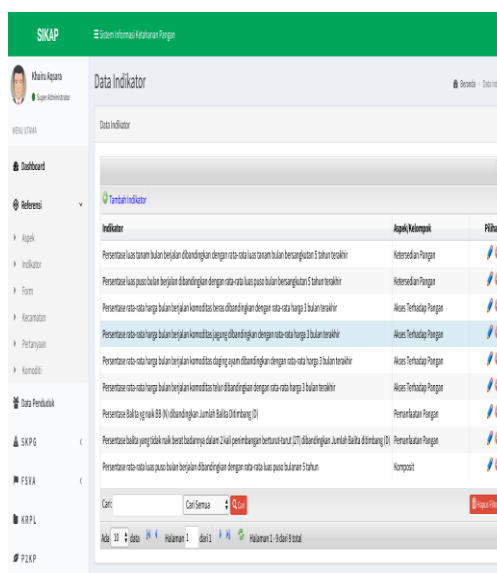 SIKAP
Sistem Informasi Ketahanan Pangan
Khairu Aqsara
Super Administrator
Data Indikator
Beranda
Data Ind
MENU UTAMA
Data Indikator
Dashboard
Referensi
Aspek
Indikator
Form
Kecamatan
Pertanyaan
Komoditi
Data Penduduk
SKPG
FSVA
KRPL
P2KP
Tambah Indikator
Indikator Aspek/Kelompok Piliha
Persentase luas tanam bulan berjalan dibandingkan dengan rata-rata luas tanam bulan bersangkutan 5 tahun terakhir Ketersedian Pangan
Persentase luas puso bulan berjalan dibandingkan dengan rata-rata luas puso bulan bersangkutan 5 tahun terakhir Ketersedian Pangan
Persentase rata-rata harga bulan berjalan komoditas beras dibandingkan dengan rata-rata harga 3 bulan terakhir Akses Terhadap Pangan
Persentase rata-rata harga bulan berjalan komoditas jagung dibandingkan dengan rata-rata harga 3 bulan terakhir Akses Terhadap Pangan
Persentase rata-rata harga bulan berjalan komoditas daging ayam dibandingkan dengan rata-rata harga 3 bulan terakhir Akses Terhadap Pangan
Persentase rata-rata harga bulan berjalan komoditas telur dibandingkan dengan rata-rata harga 3 bulan terakhir Akses Terhadap Pangan
Persentase Balita yg naik BB (N) dibandingkan Jumlah Balita Ditimbang (D) Pemanfaatan Pangan
Persentase balita yang tidak naik berat badannya dalam 2 kali penimbangan berturut-turut (2T) dibandingkan Jumlah Balita ditimbang (D) Pemanfaatan Pangan
Persentase rata-rata luas puso bulan berjalan dibandingkan dengan rata-rata luas puso bulanan 5 tahun Komposit
Cari: Cari Semua Cari Hapus Filte
Ada 10 data Halaman 1 dari 1 Halaman 1 - 9 dari 9 total